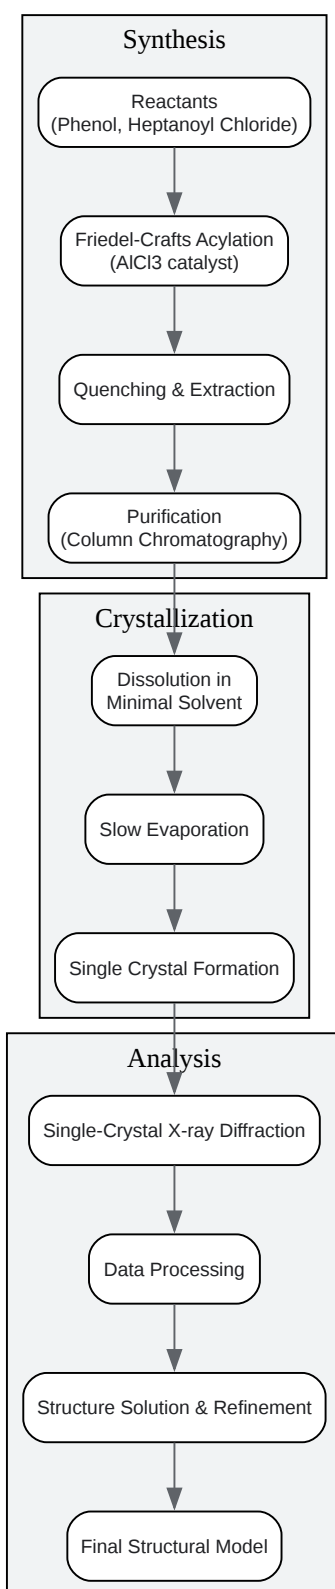 Synthesis
Reactants
(Phenol, Heptanoyl Chloride)
Friedel-Crafts Acylation
(AlCl3 catalyst)
Quenching & Extraction
Purification
(Column Chromatography)
Crystallization
Dissolution in
Minimal Solvent
Slow Evaporation
Single Crystal Formation
Analysis
Single-Crystal X-ray Diffraction
Data Processing
Structure Solution & Refinement
Final Structural Model